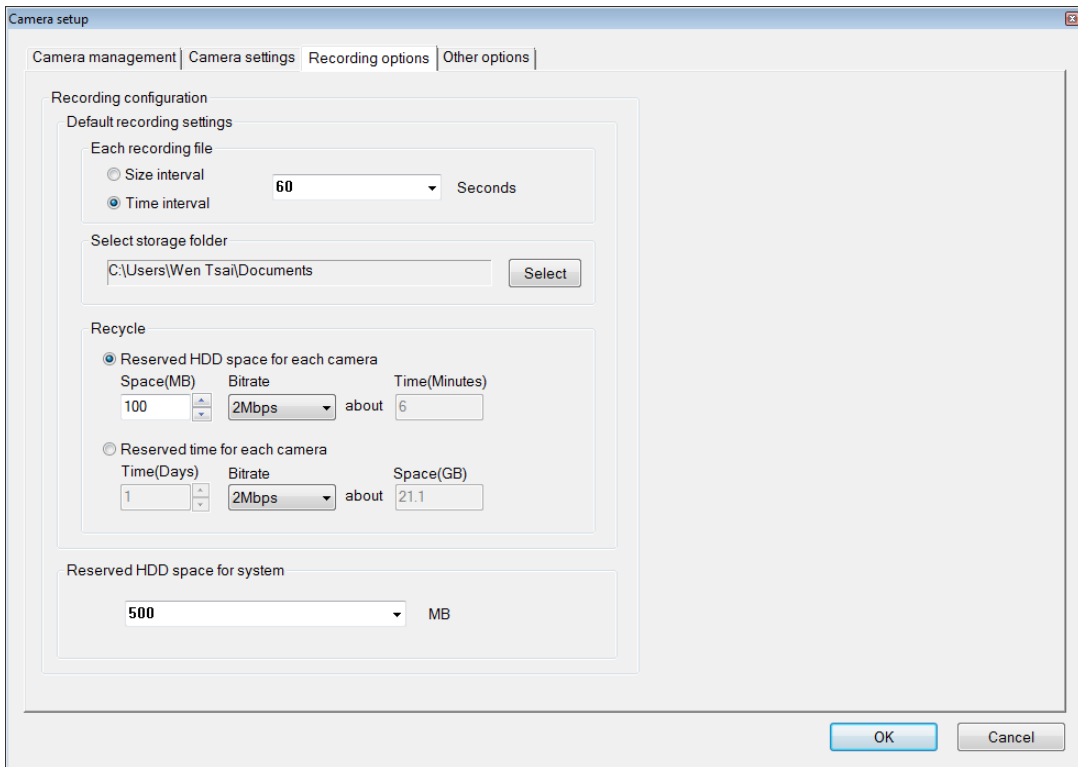 Camera setup
Camera management Camera settings Recording options Other options
Recording configuration
Default recording settings
Each recording file
Size interval
60 Seconds
Time interval
Select storage folder
C:\Users\Wen Tsai\Documents Select
Recycle
Reserved HDD space for each camera
Space(MB) Bitrate Time(Minutes)
100 2Mbps about 6
Reserved time for each camera
Time(Days) Bitrate Space(GB)
1 2Mbps about 21.1
Reserved HDD space for system
500 MB
OK Cancel